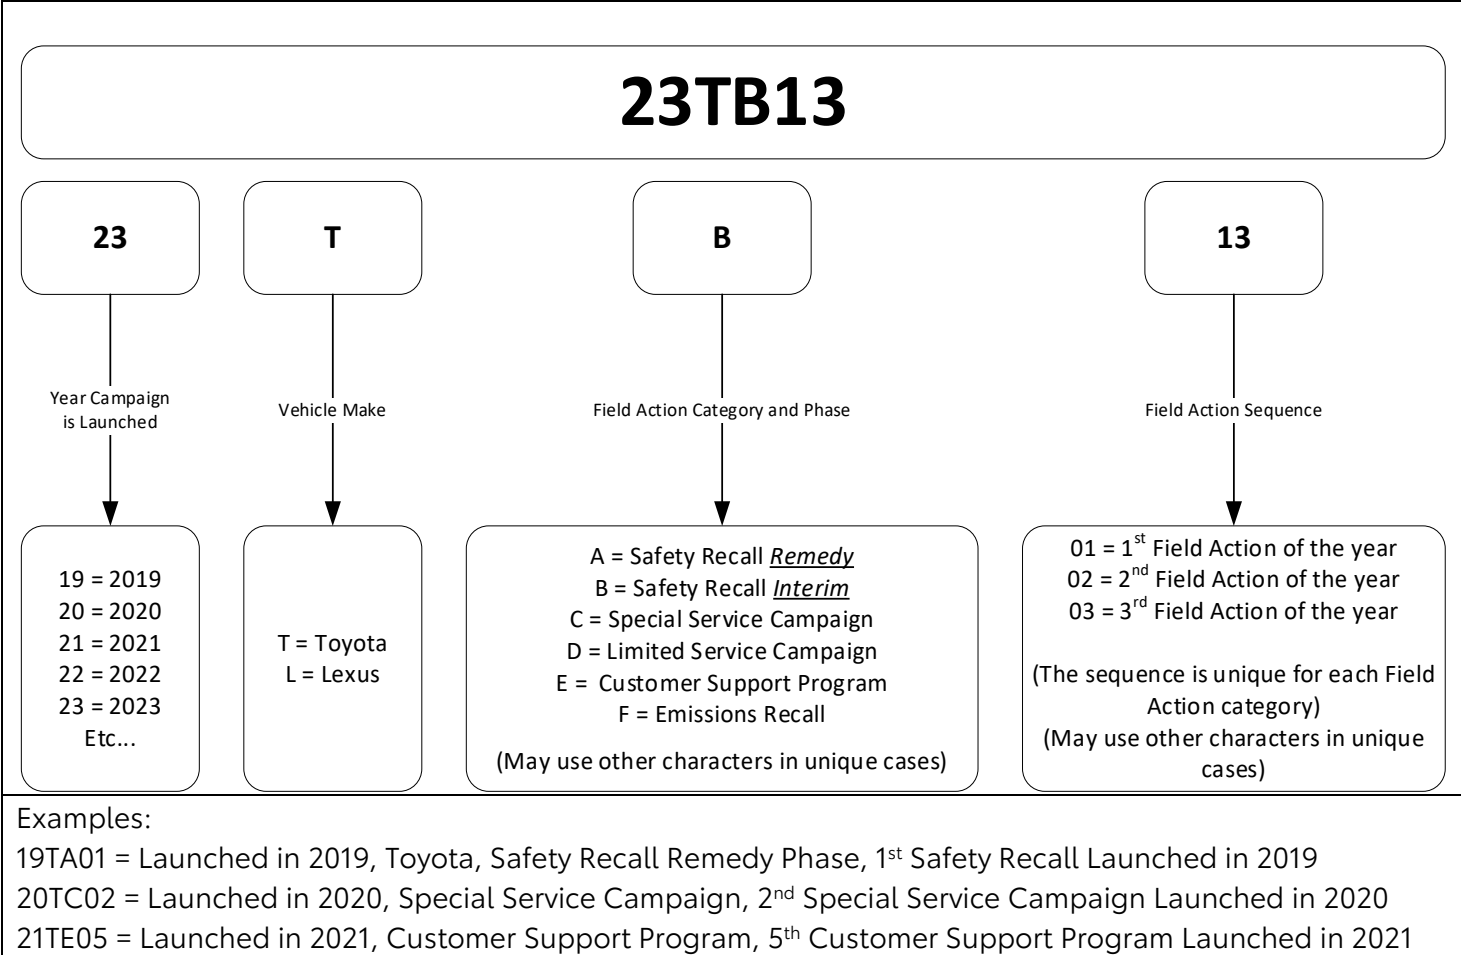 23TB13
23
T
B
13
Year Campaign
is Launched
Vehicle Make
Field Action Category and Phase
Field Action Sequence
19 = 2019
20 = 2020
21 = 2021
22 = 2022
23 = 2023
Etc...
T = Toyota
L = Lexus
A = Safety Recall Remedy
B = Safety Recall Interim
C = Special Service Campaign
D = Limited Service Campaign
E =  Customer Support Program
F = Emissions Recall
(May use other characters in unique cases)
01 = 1st Field Action of the year
02 = 2nd Field Action of the year
03 = 3rd Field Action of the year
(The sequence is unique for each Field
Action category)
(May use other characters in unique
cases)
Examples:
19TA01 = Launched in 2019, Toyota, Safety Recall Remedy Phase, 1st Safety Recall Launched in 2019
20TC02 = Launched in 2020, Special Service Campaign, 2nd Special Service Campaign Launched in 2020
21TE05 = Launched in 2021, Customer Support Program, 5th Customer Support Program Launched in 2021